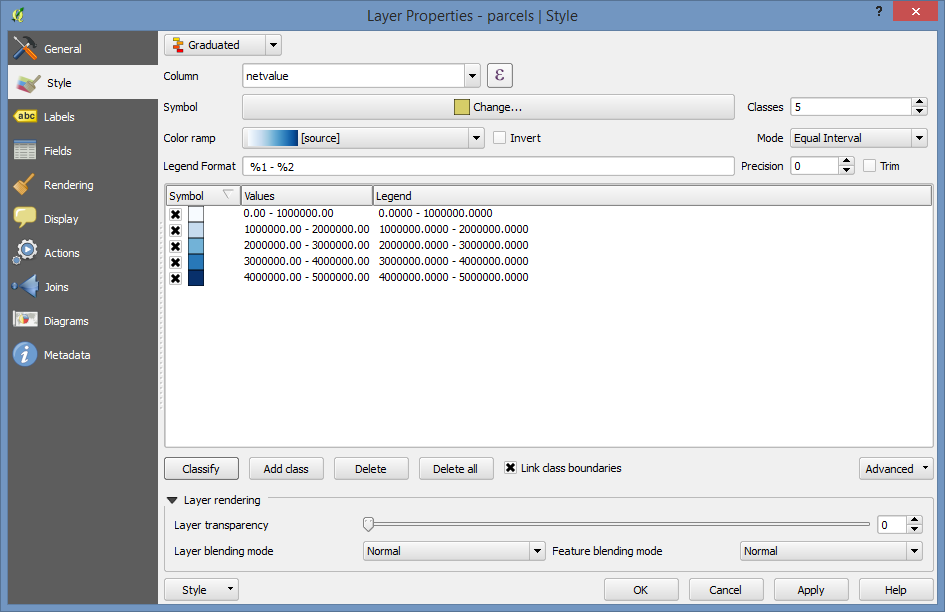 Layer Properties - parcels | Style
?
General
Style
abc Labels
Fields
Rendering
Display
Actions
Joins
Diagrams
i Metadata
Graduated
Column netvalue ε
Symbol Change... Classes 5
Color ramp [source] Invert Mode Equal Interval
Legend Format %1 - %2 Precision 0 Trim
Symbol Values Legend
0.00 - 1000000.00 0.0000 - 1000000.0000
1000000.00 - 2000000.00 1000000.0000 - 2000000.0000
2000000.00 - 3000000.00 2000000.0000 - 3000000.0000
3000000.00 - 4000000.00 3000000.0000 - 4000000.0000
4000000.00 - 5000000.00 4000000.0000 - 5000000.0000
Classify Add class Delete Delete all Link class boundaries Advanced
Layer rendering
Layer transparency 0
Layer blending mode Normal Feature blending mode Normal
Style OK Cancel Apply Help